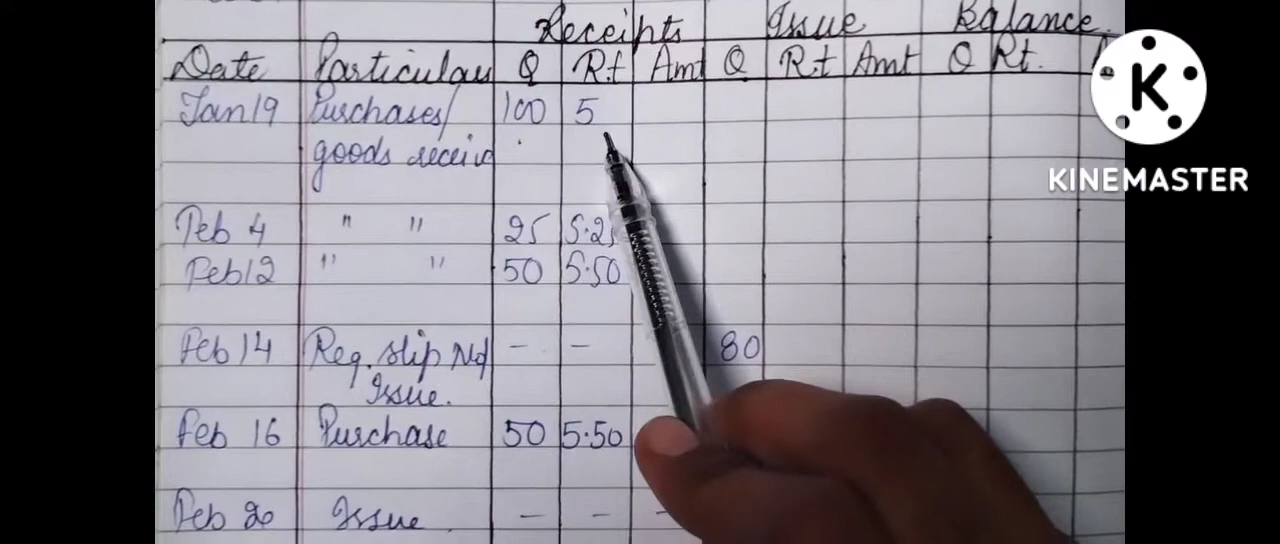 Receipts Issue Balance.
Date Particulars Q Rt Amt Q Rt Amt Q Rt.
Jan 19 Purchases/ 100 5
goods receiv
Feb 4 " " 25 5.25
Feb 12 " " 50 5.50
Feb 14 Req. slip No/ - - 80
Issue.
Feb 16 Purchase 50 5.50
Feb 20 Issue - - -
K
KINEMASTER